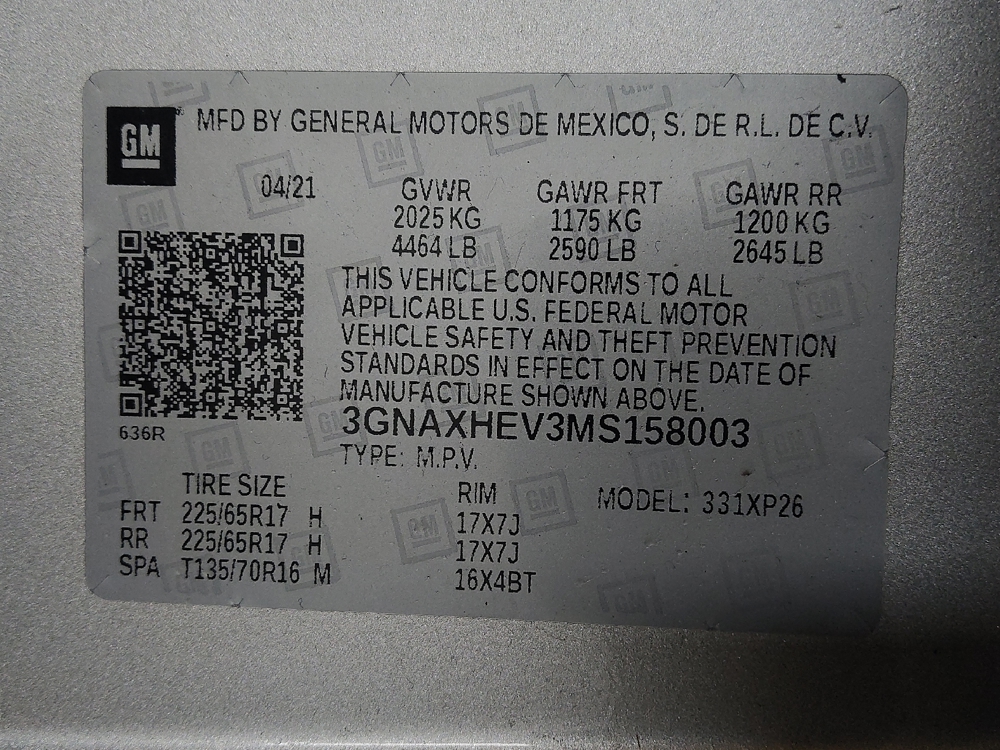 GM
MFD BY GENERAL MOTORS DE MEXICO, S. DE R.L. DE C.V.
04/21 GVWR GAWR FRT GAWR RR
2025 KG 1175 KG 1200 KG
4464 LB 2590 LB 2645 LB
THIS VEHICLE CONFORMS TO ALL
APPLICABLE U.S. FEDERAL MOTOR
VEHICLE SAFETY AND THEFT PREVENTION
STANDARDS IN EFFECT ON THE DATE OF
MANUFACTURE SHOWN ABOVE.
3GNAXHEV3MS158003
636R
TYPE: M.P.V.
TIRE SIZE RIM MODEL: 331XP26
FRT 225/65R17 H 17X7J
RR 225/65R17 H 17X7J
SPA T135/70R16 M 16X4BT